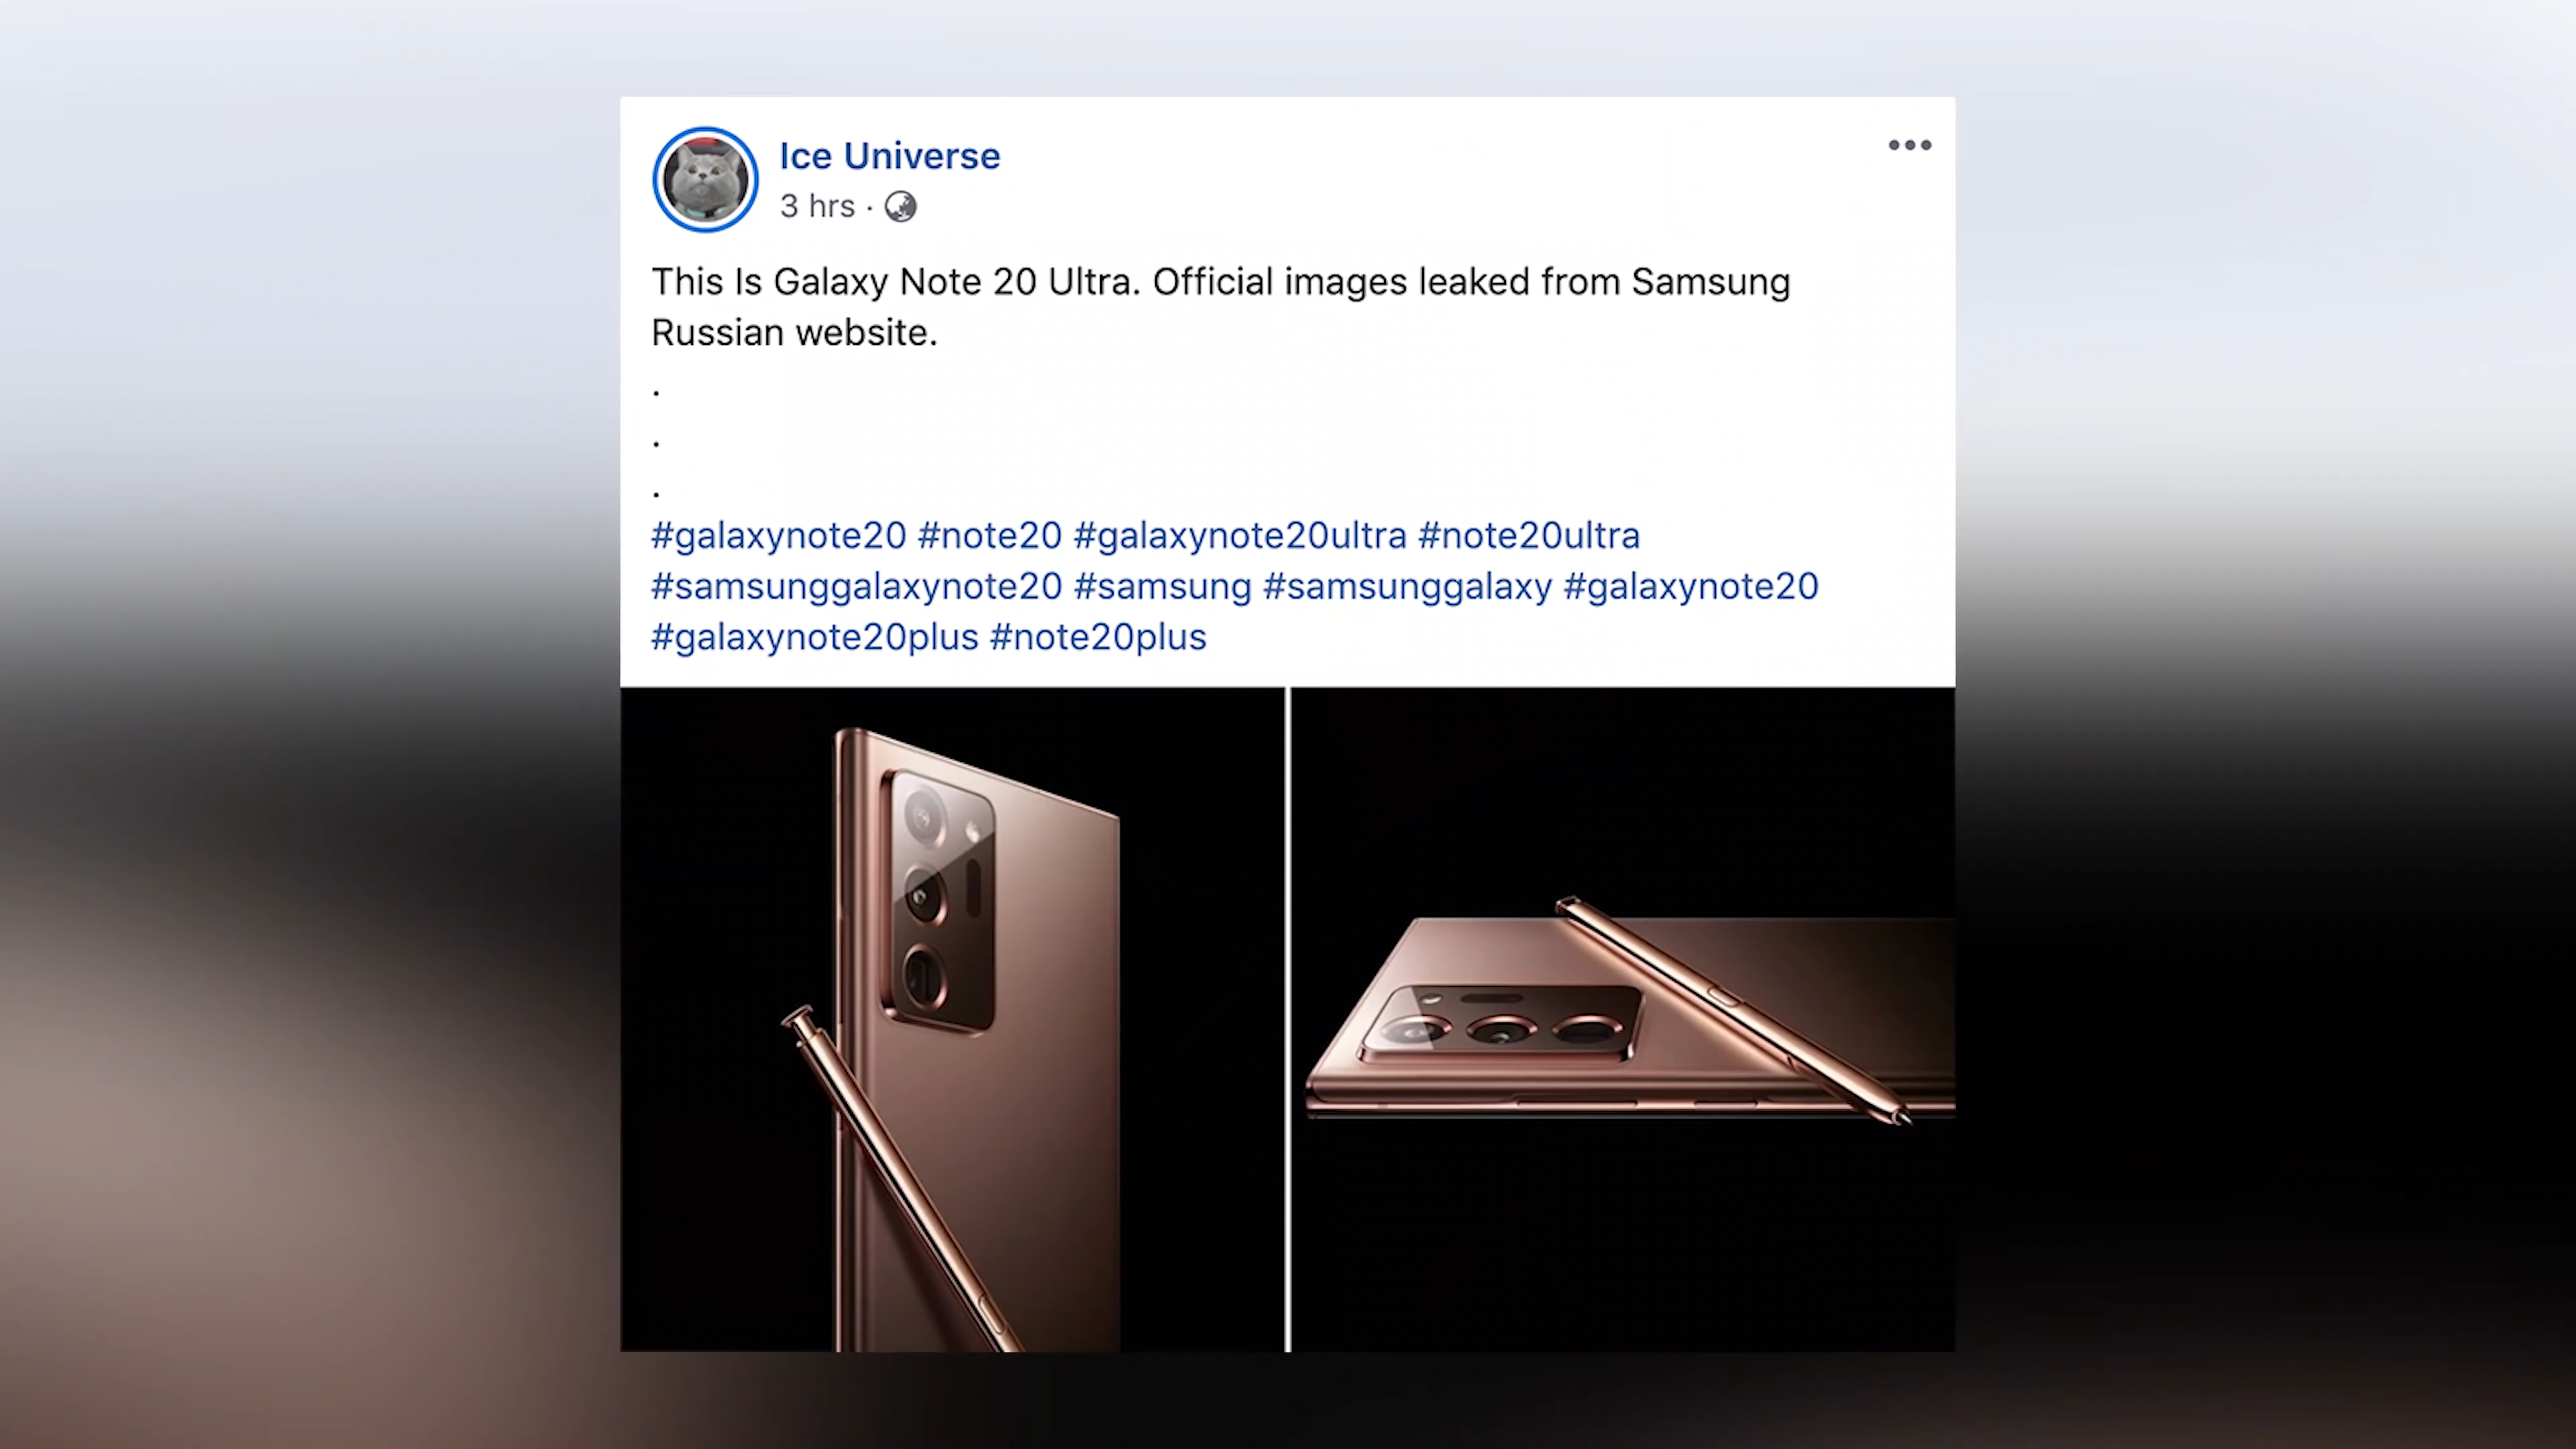 Ice Universe
3 hrs ·
This Is Galaxy Note 20 Ultra. Official images leaked from Samsung
Russian website.
.
.
.
#galaxynote20 #note20 #galaxynote20ultra #note20ultra
#samsunggalaxynote20 #samsung #samsunggalaxy #galaxynote20
#galaxynote20plus #note20plus